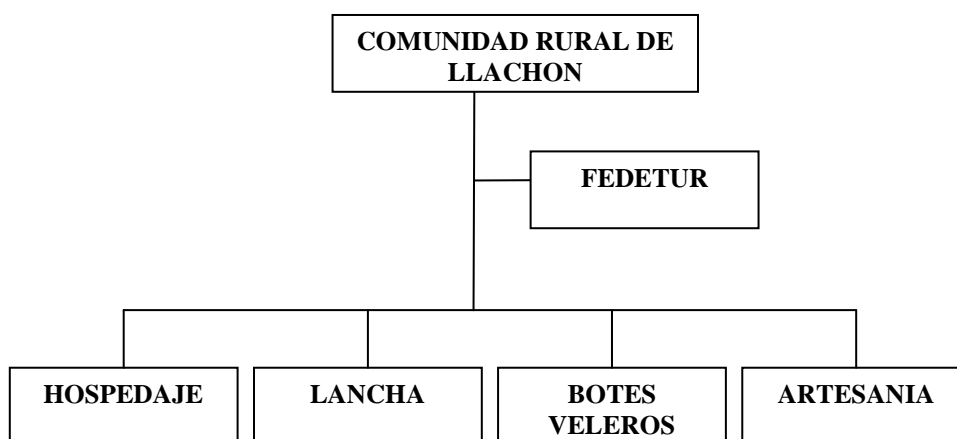 COMUNIDAD RURAL DE
LLACHON
FEDETUR
HOSPEDAJE
LANCHA
BOTES
VELEROS
ARTESANIA